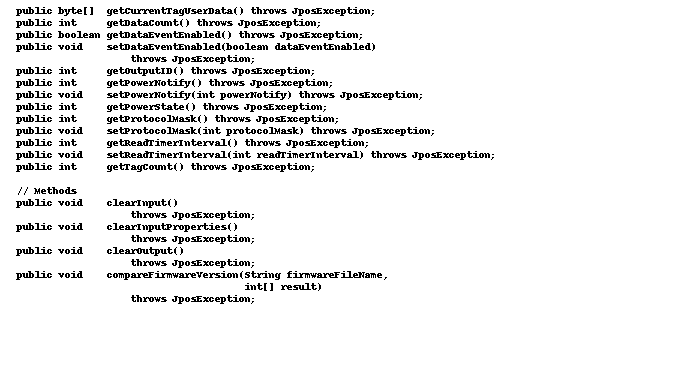 public byte[]  getCurrentTagUserData() throws JposException;
public int     getDataCount() throws JposException;
public boolean getDataEventEnabled() throws JposException;
public void    setDataEventEnabled(boolean dataEventEnabled)
                   throws JposException;
public int     getOutputID() throws JposException;
public int     getPowerNotify() throws JposException;
public void    setPowerNotify(int powerNotify) throws JposException;
public int     getPowerState() throws JposException;
public int     getProtocolMask() throws JposException;
public void    setProtocolMask(int protocolMask) throws JposException;
public int     getReadTimerInterval() throws JposException;
public void    setReadTimerInterval(int readTimerInterval) throws JposException;
public int     getTagCount() throws JposException;

// Methods
public void    clearInput()
                   throws JposException;
public void    clearInputProperties()
                   throws JposException;
public void    clearOutput()
                   throws JposException;
public void    compareFirmwareVersion(String firmwareFileName,
                                      int[] result)
                   throws JposException;